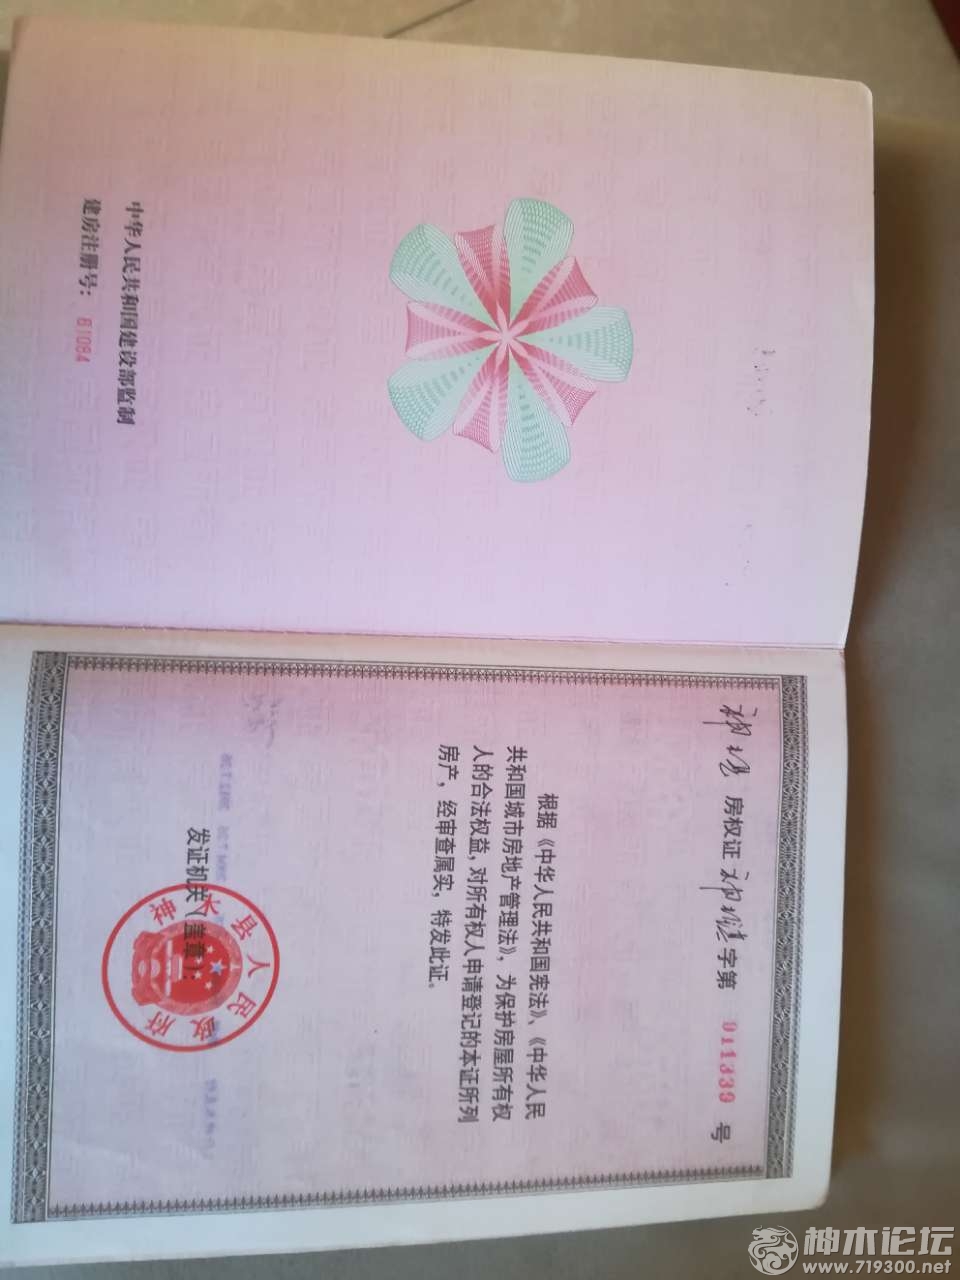 中华人民共和国建设部监制
建房注册号：81084
房权证 字第 011339 号
根据《中华人民共和国宪法》、《中华人民
共和国城市房地产管理法》，为保护房屋所有权
人的合法权益，对所有权人申请登记的本证所列
房产，经审查属实，特发此证。
发证机关（盖章）：
神木县人民政府
神木论坛
www.719300.net